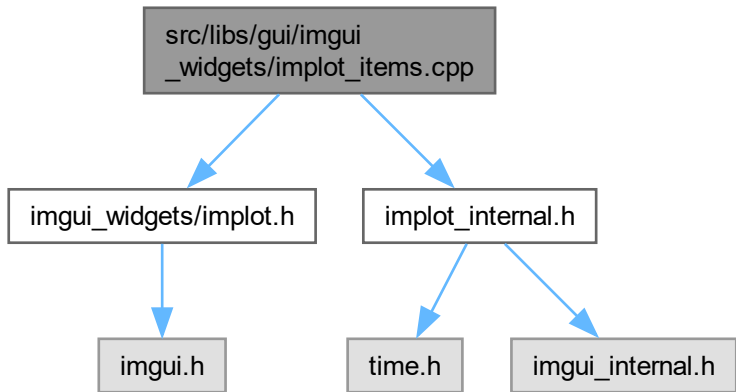 src/libs/gui/imgui
_widgets/implot_items.cpp
imgui_widgets/implot.h
implot_internal.h
imgui.h
time.h
imgui_internal.h